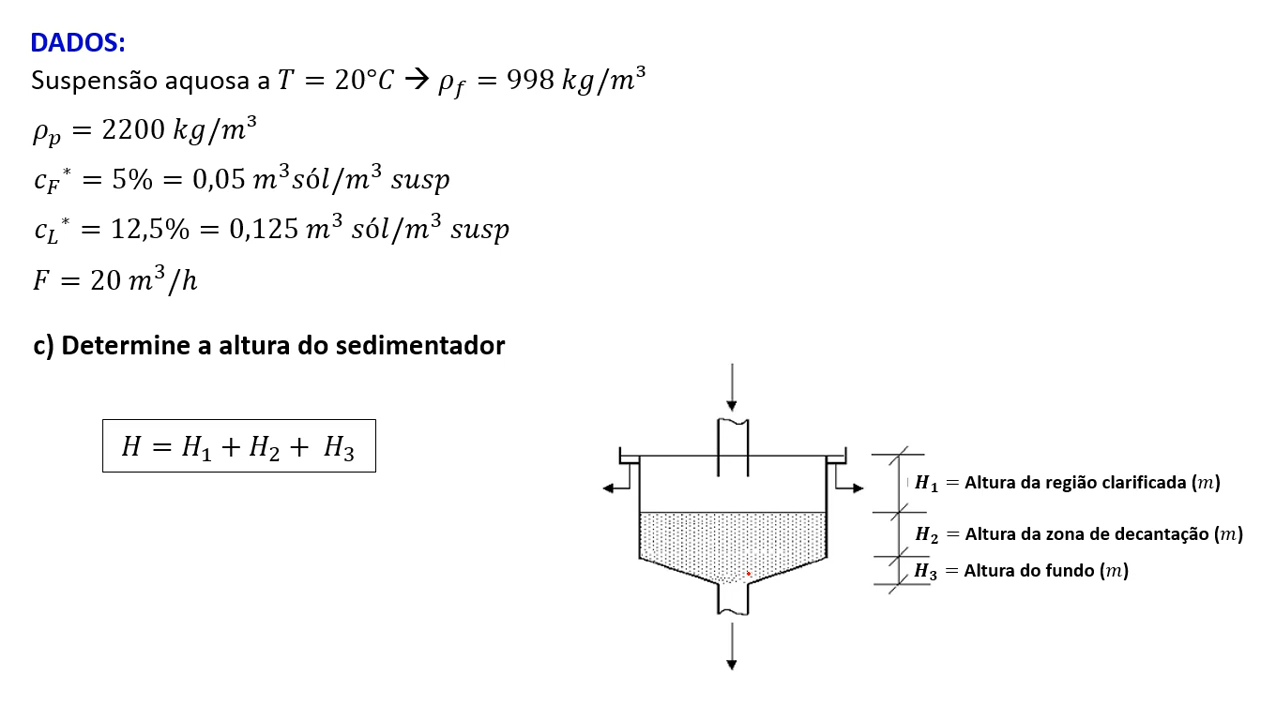 DADOS:
Suspensão aquosa a T = 20°C → ρ_f = 998 kg/m³
ρ_p = 2200 kg/m³
c_F* = 5% = 0,05 m³sól/m³ susp
c_L* = 12,5% = 0,125 m³ sól/m³ susp
F = 20 m³/h
c) Determine a altura do sedimentador
H = H₁ + H₂ + H₃
H₁ = Altura da região clarificada (m)
H₂ = Altura da zona de decantação (m)
H₃ = Altura do fundo (m)